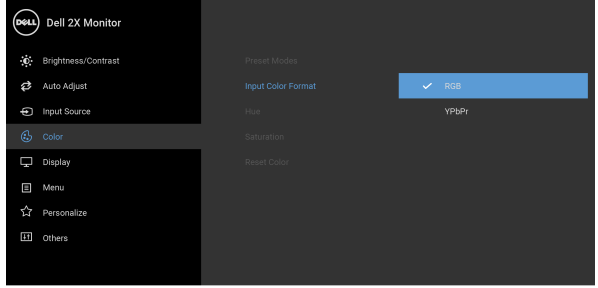 DELL
Dell 2X Monitor
Brightness/Contrast
Auto Adjust
Input Source
Color
Display
Menu
Personalize
Others
Preset Modes
Input Color Format
Hue
Saturation
Reset Color
RGB
YPbPr